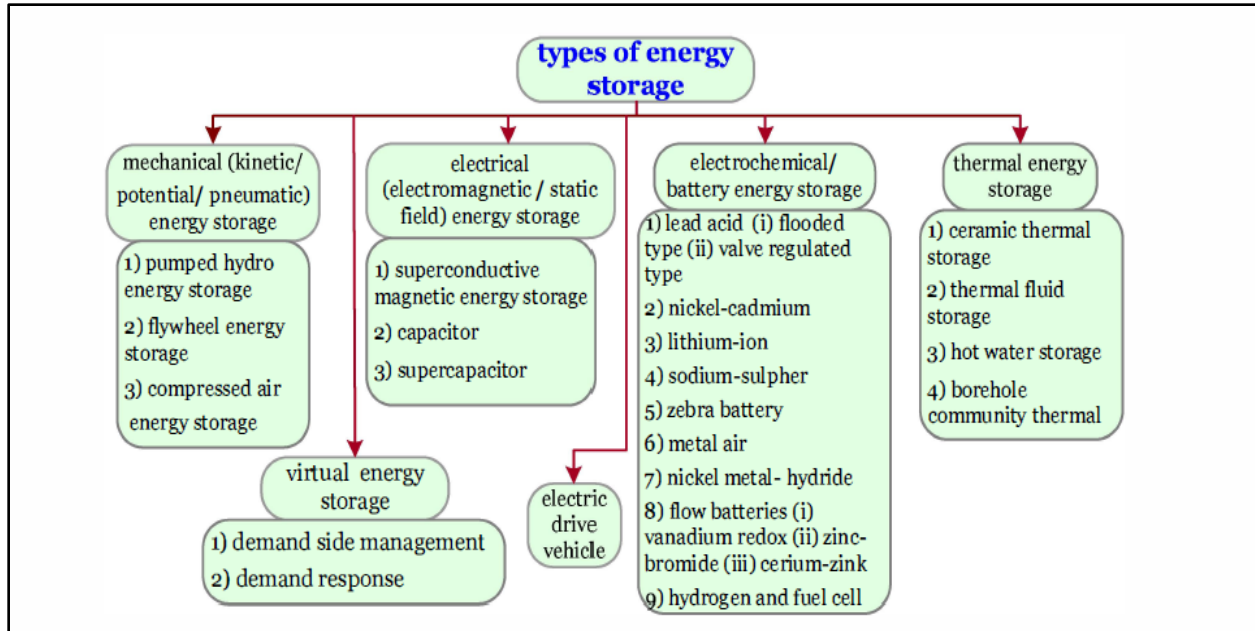 types of energy
storage
mechanical (kinetic/
potential/ pneumatic)
energy storage
1) pumped hydro
energy storage
2) flywheel energy
storage
3) compressed air
energy storage
electrical
(electromagnetic / static
field) energy storage
1) superconductive
magnetic energy storage
2) capacitor
3) supercapacitor
electrochemical/
battery energy storage
1) lead acid (i) flooded
type (ii) valve regulated
type
2) nickel-cadmium
3) lithium-ion
4) sodium-sulpher
5) zebra battery
6) metal air
7) nickel metal- hydride
8) flow batteries (i)
vanadium redox (ii) zinc-
bromide (iii) cerium-zink
9) hydrogen and fuel cell
thermal energy
storage
1) ceramic thermal
storage
2) thermal fluid
storage
3) hot water storage
4) borehole
community thermal
virtual energy
storage
1) demand side management
2) demand response
electric
drive
vehicle